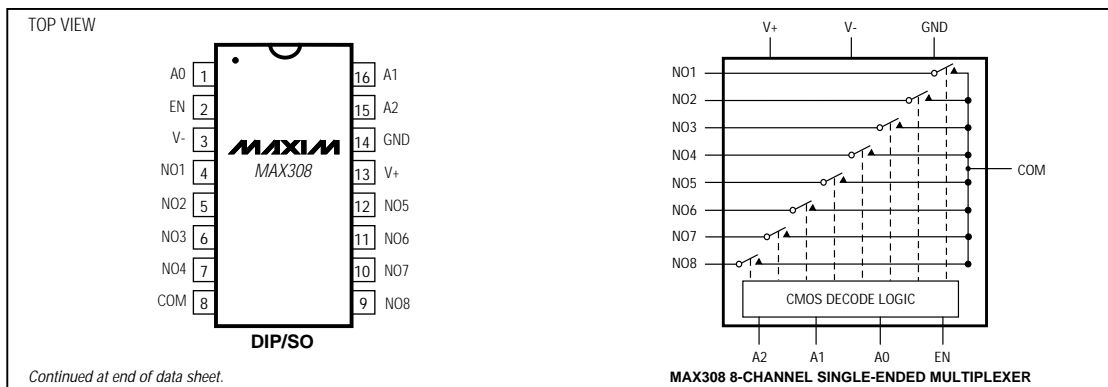 TOP VIEW
A0 1
EN 2
V- 3
NO1 4
NO2 5
NO3 6
NO4 7
COM 8
MAXIM
MAX308
16 A1
15 A2
14 GND
13 V+
12 NO5
11 NO6
10 NO7
9 NO8
DIP/SO
Continued at end of data sheet.
V+ V- GND
NO1
NO2
NO3
NO4
NO5
NO6
NO7
NO8
COM
CMOS DECODE LOGIC
A2 A1 A0 EN
MAX308 8-CHANNEL SINGLE-ENDED MULTIPLEXER